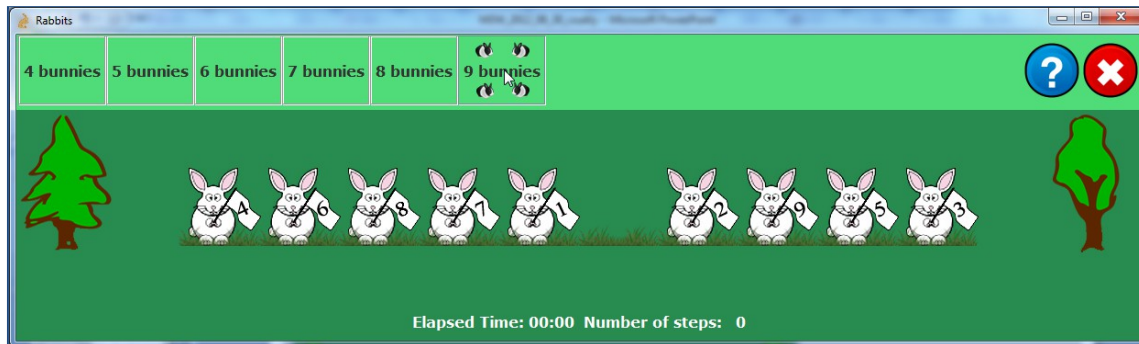 Rabbits
4 bunnies 5 bunnies 6 bunnies 7 bunnies 8 bunnies 9 bunnies ?
4 6 8 7 1 2 9 5 3
Elapsed Time: 00:00 Number of steps: 0